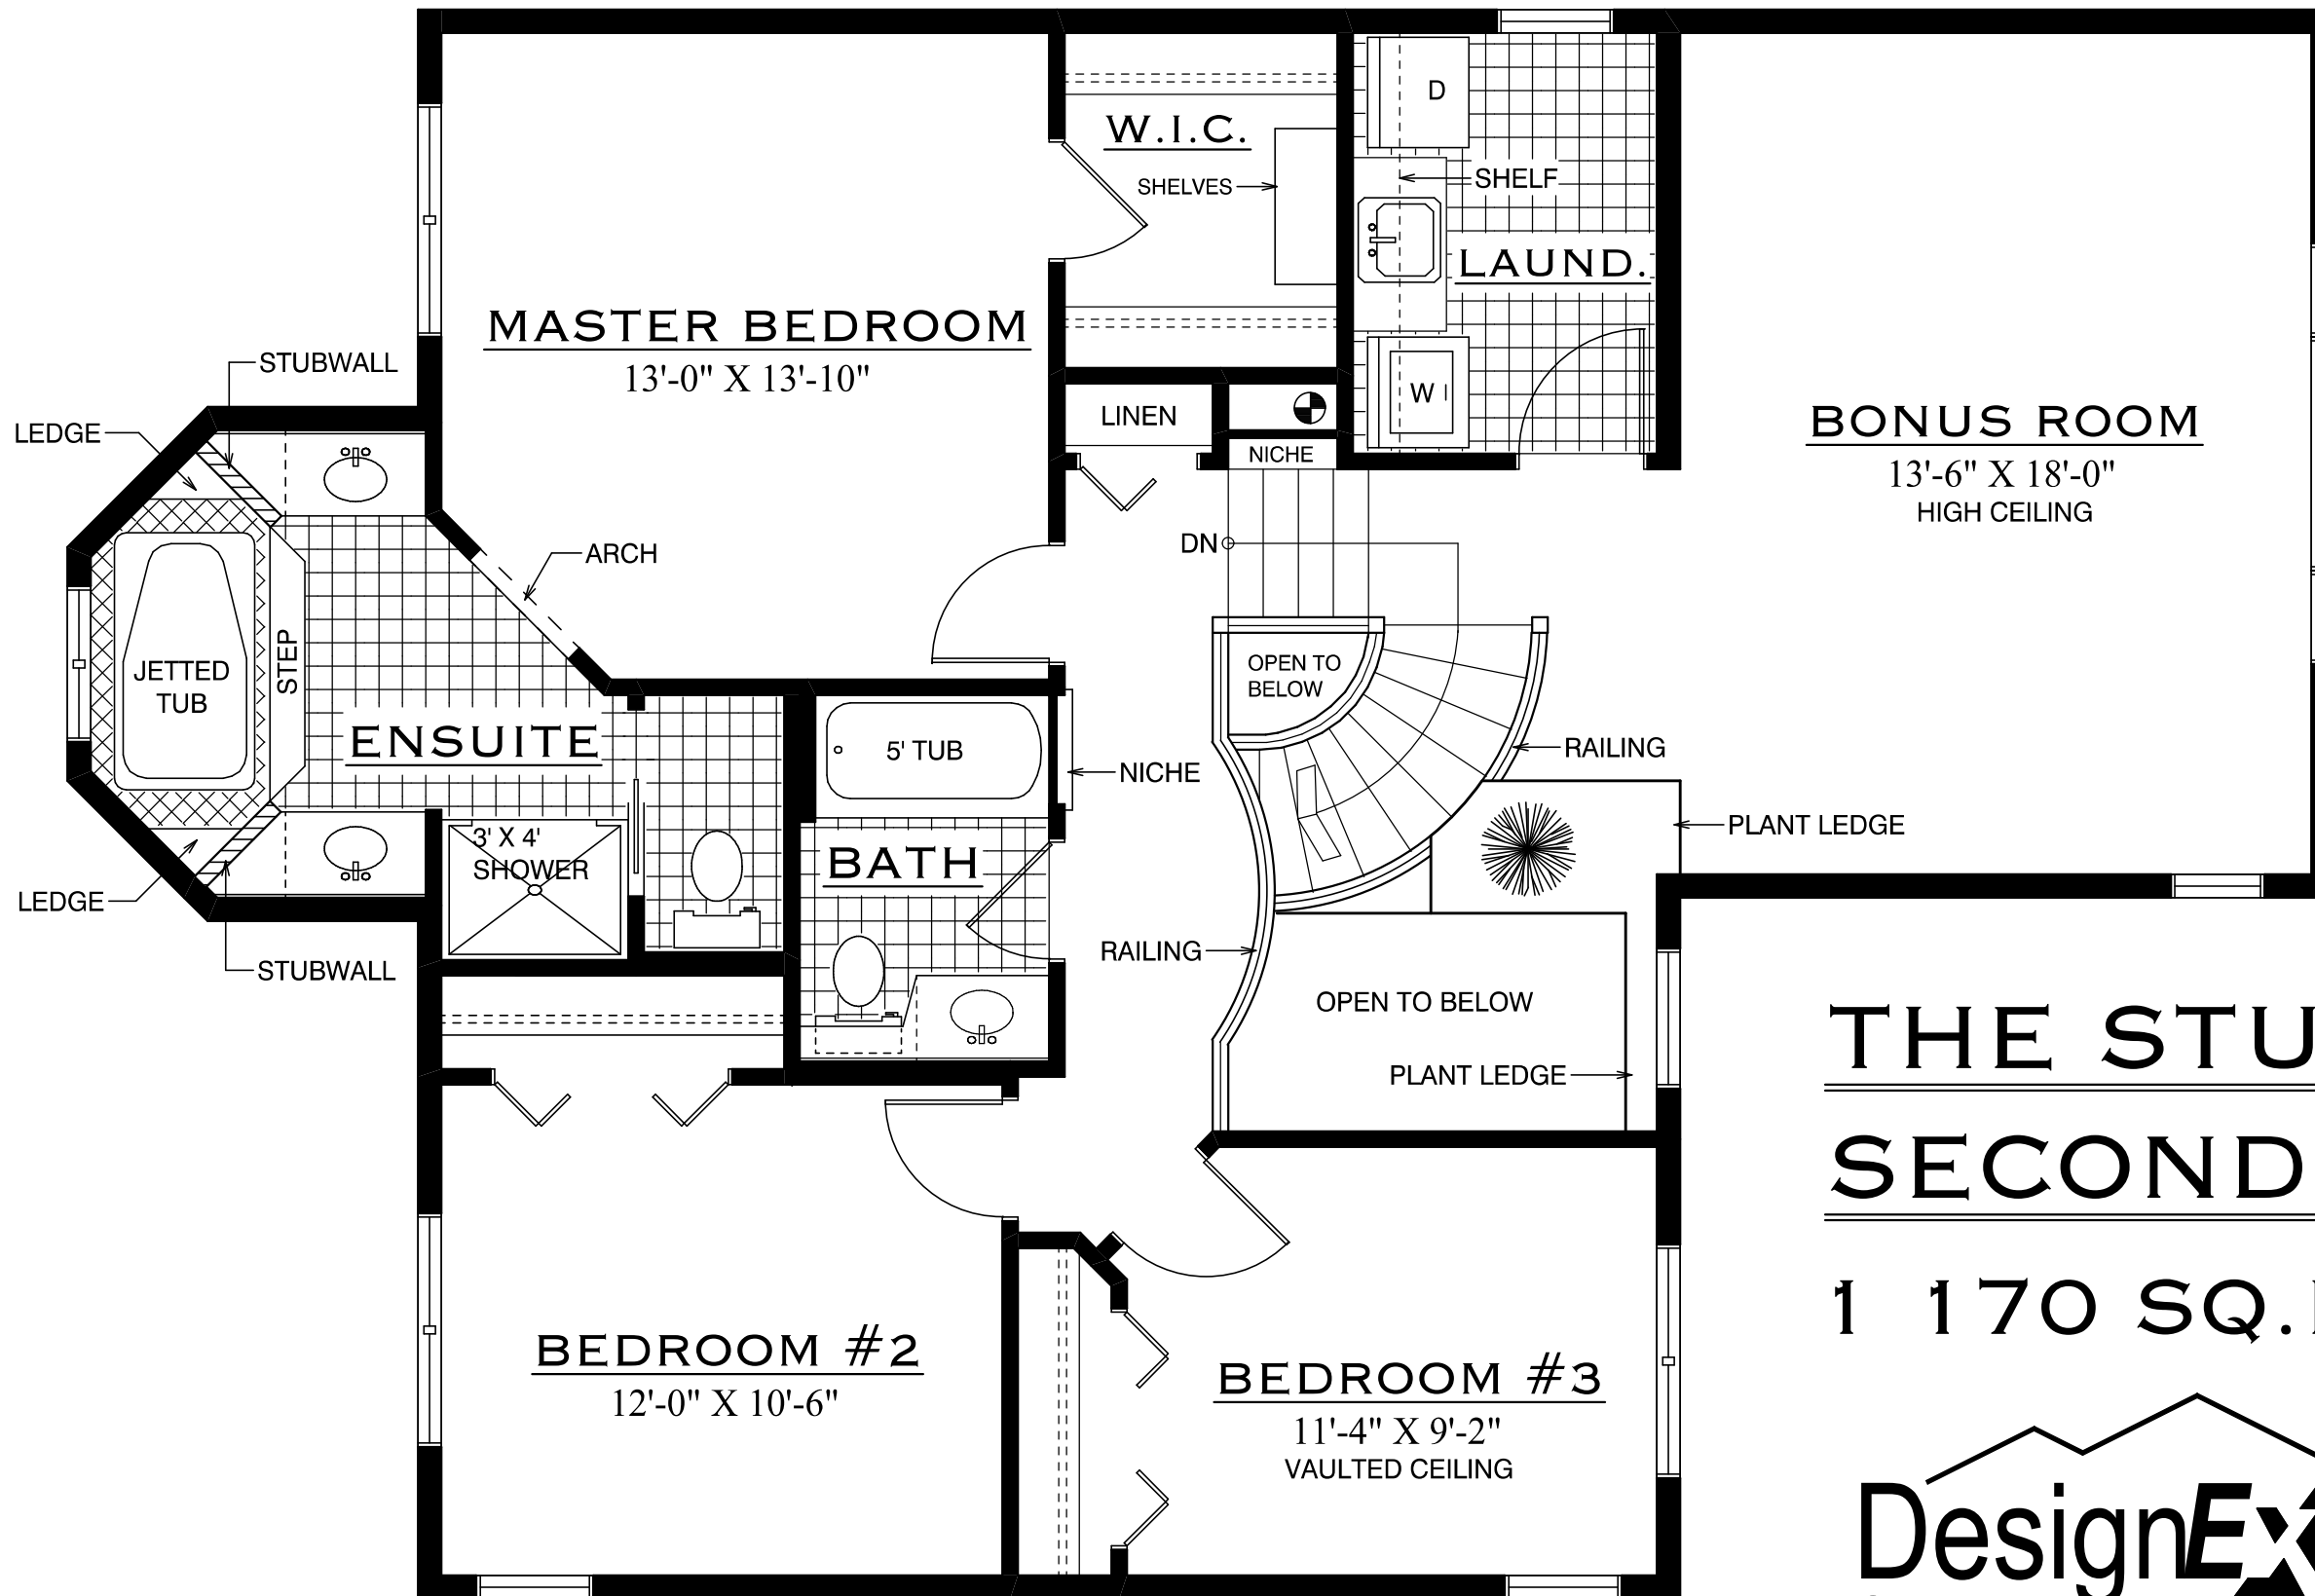 MASTER BEDROOM
13'-0" X 13'-10"
W.I.C.
SHELVES
D
SHELF
LAUND.
W
LINEN
NICHE
DN
BONUS ROOM
13'-6" X 18'-0"
HIGH CEILING
STUBWALL
LEDGE
ARCH
JETTED
TUB
STEP
ENSUITE
LEDGE
STUBWALL
3' X 4'
SHOWER
5' TUB
NICHE
BATH
OPEN TO
BELOW
RAILING
PLANT LEDGE
RAILING
OPEN TO BELOW
PLANT LEDGE
BEDROOM #2
12'-0" X 10'-6"
BEDROOM #3
11'-4" X 9'-2"
VAULTED CEILING
THE STU
SECOND
1 170 SQ.
DesignEx